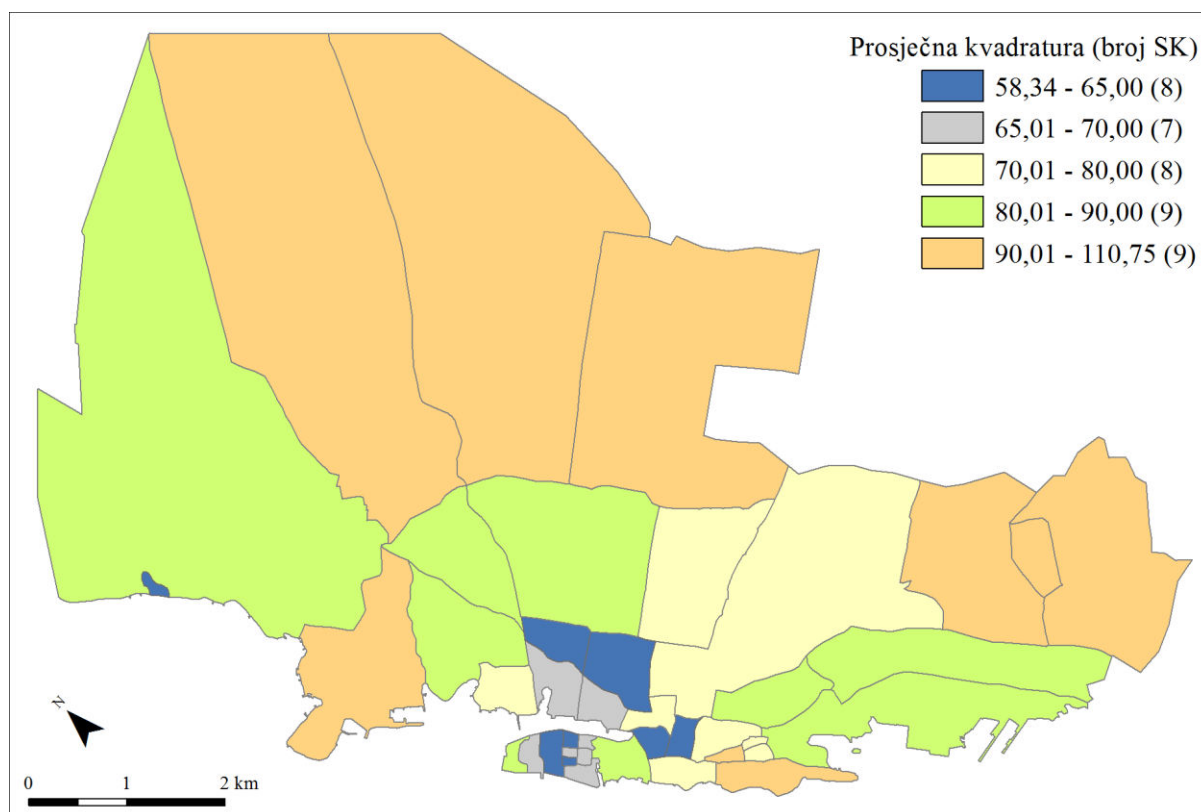 Prosječna kvadratura (broj SK)
58,34 - 65,00 (8)
65,01 - 70,00 (7)
70,01 - 80,00 (8)
80,01 - 90,00 (9)
90,01 - 110,75 (9)
N
0 1 2 km